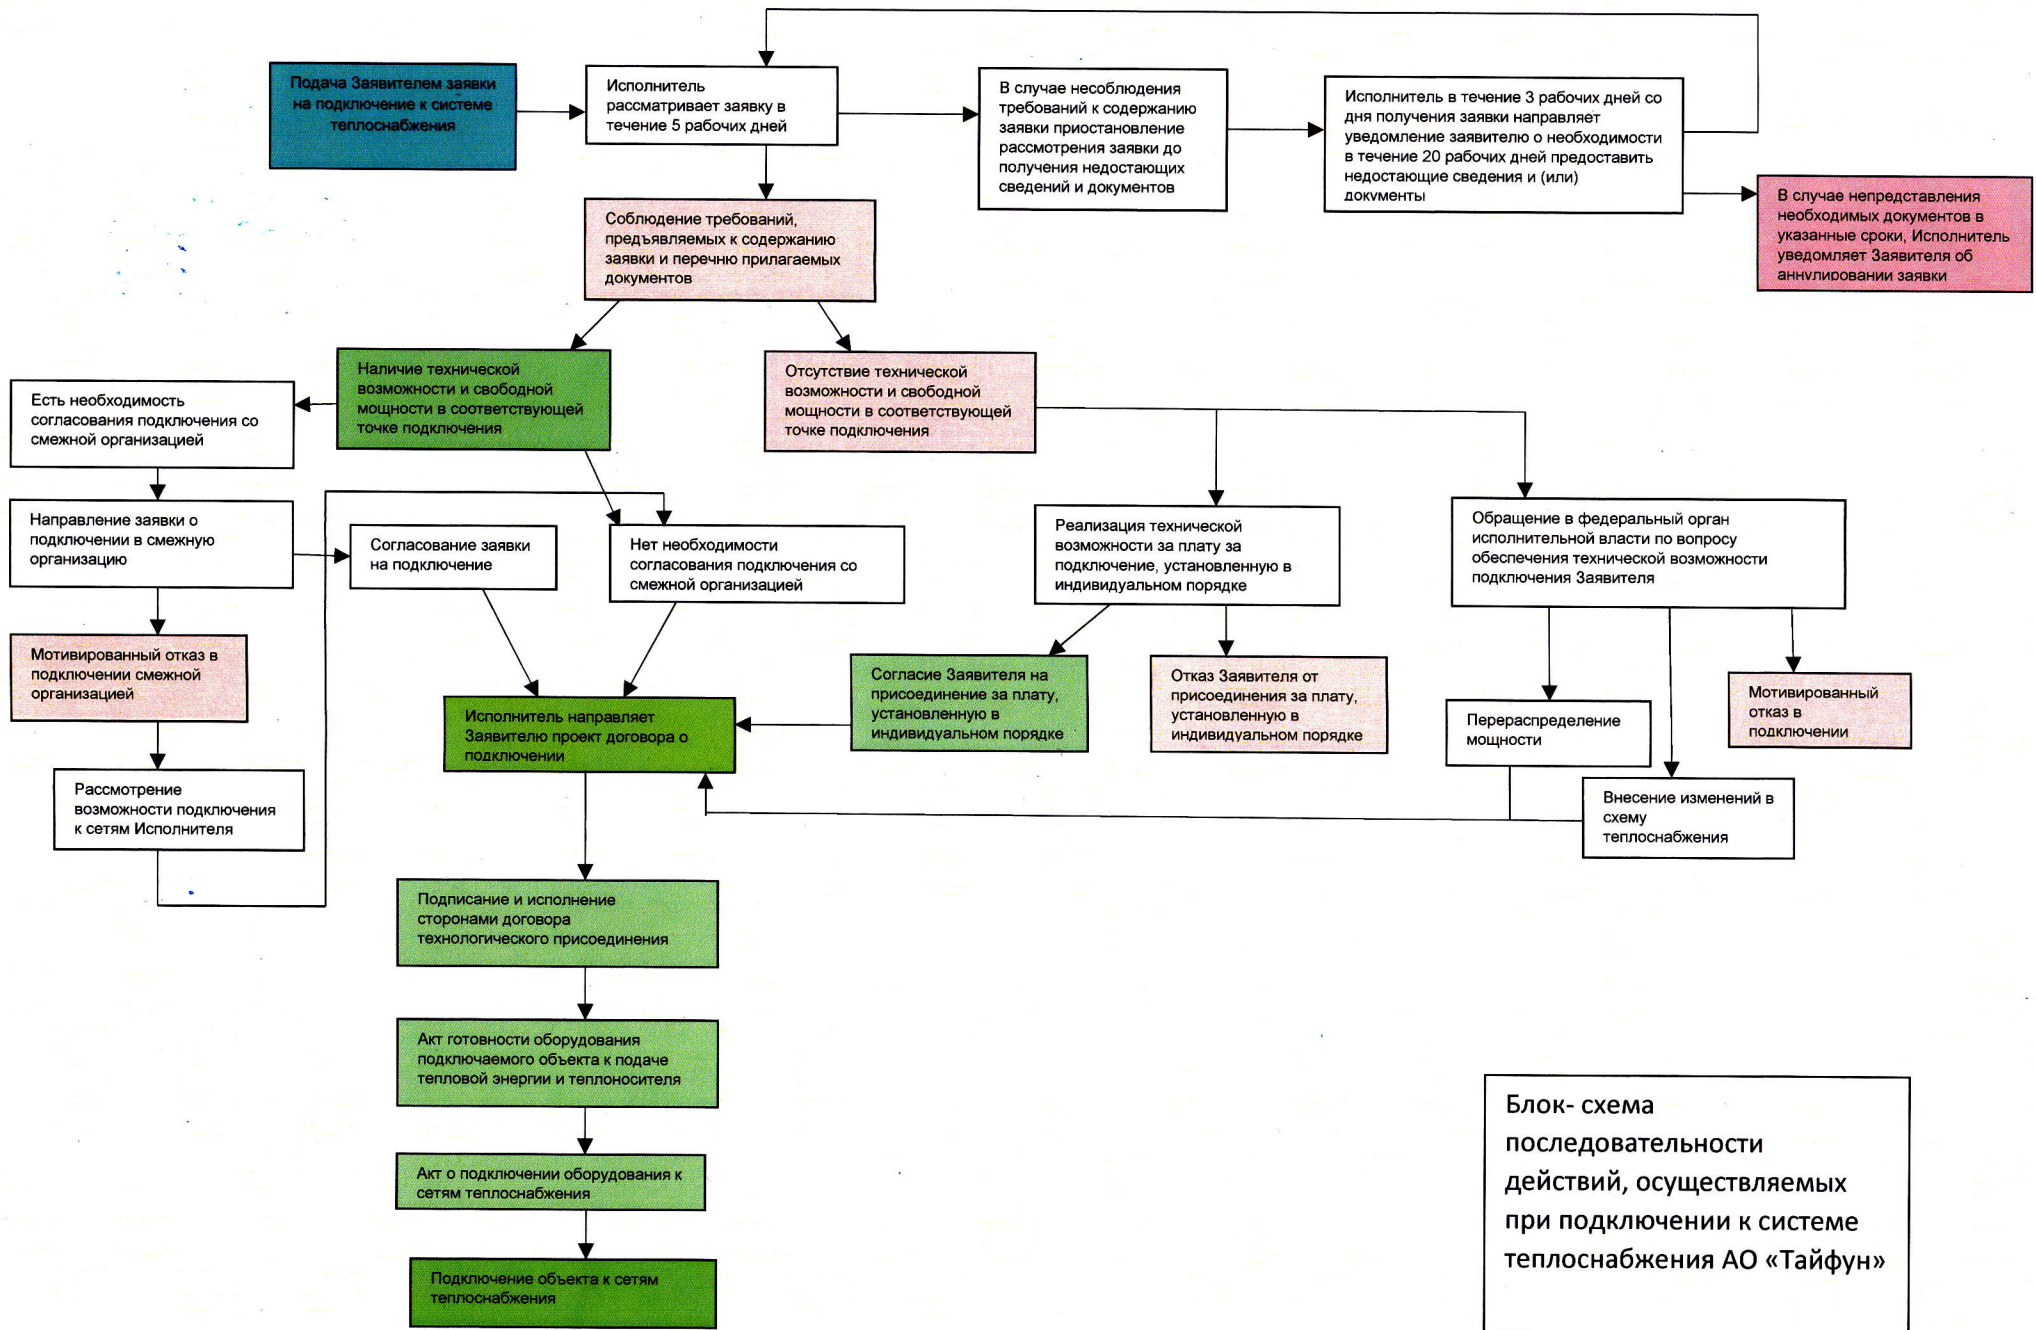 Подача Заявителем заявки
на подключение к системе
теплоснабжения
Исполнитель
рассматривает заявку в
течение 5 рабочих дней
В случае несоблюдения
требований к содержанию
заявки приостановление
рассмотрения заявки до
получения недостающих
сведений и документов
Исполнитель в течение 3 рабочих дней со
дня получения заявки направляет
уведомление заявителю о необходимости
в течение 20 рабочих дней предоставить
недостающие сведения и (или)
документы
В случае непредставления
необходимых документов в
указанные сроки, Исполнитель
уведомляет Заявителя об
аннулировании заявки
Соблюдение требований,
предъявляемых к содержанию
заявки и перечню прилагаемых
документов
Наличие технической
возможности и свободной
мощности в соответствующей
точке подключения
Отсутствие технической
возможности и свободной
мощности в соответствующей
точке подключения
Есть необходимость
согласования подключения со
смежной организацией
Направление заявки о
подключении в смежную
организацию
Согласование заявки
на подключение
Нет необходимости
согласования подключения со
смежной организацией
Реализация технической
возможности за плату за
подключение, установленную в
индивидуальном порядке
Обращение в федеральный орган
исполнительной власти по вопросу
обеспечения технической возможности
подключения Заявителя
Мотивированный отказ в
подключении смежной
организацией
Исполнитель направляет
Заявителю проект договора о
подключении
Согласие Заявителя на
присоединение за плату,
установленную в
индивидуальном порядке
Отказ Заявителя от
присоединения за плату,
установленную в
индивидуальном порядке
Перераспределение
мощности
Мотивированный
отказ в
подключении
Рассмотрение
возможности подключения
к сетям Исполнителя
Внесение изменений в
схему
теплоснабжения
Подписание и исполнение
сторонами договора
технологического присоединения
Акт готовности оборудования
подключаемого объекта к подаче
тепловой энергии и теплоносителя
Акт о подключении оборудования к
сетям теплоснабжения
Подключение объекта к сетям
теплоснабжения
Блок- схема
последовательности
действий, осуществляемых
при подключении к системе
теплоснабжения АО «Тайфун»